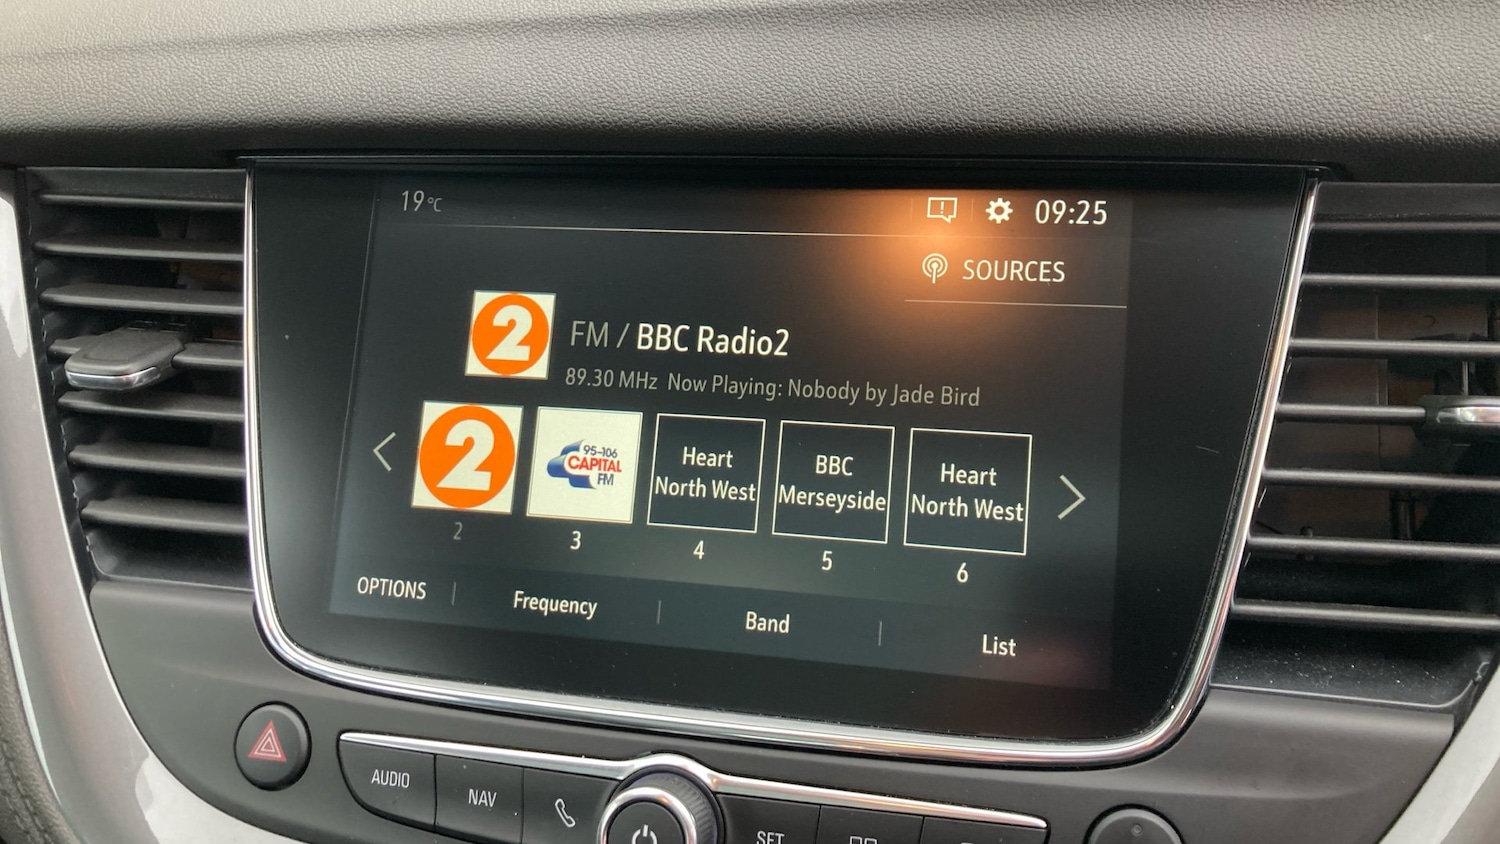 19°C
09:25
SOURCES
2
FM / BBC Radio2
89.30 MHz Now Playing: Nobody by Jade Bird
2
95-106
CAPITAL
FM
Heart
North West
BBC
Merseyside
Heart
North West
2
3
4
5
6
OPTIONS
Frequency
Band
List
AUDIO
NAV
SET